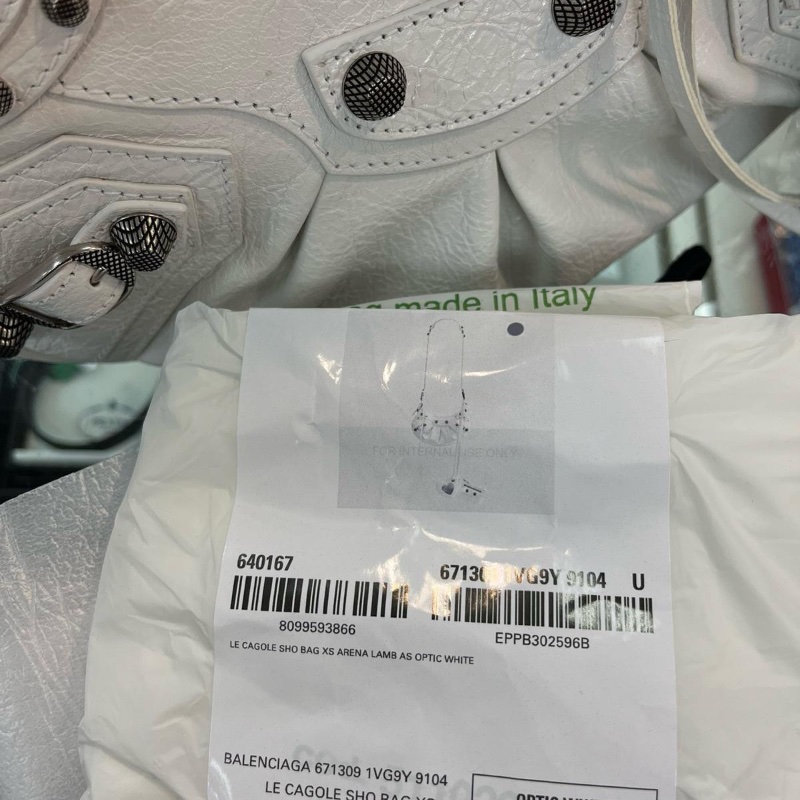 made in Italy
FOR INTERNAL USE ONLY
640167 671309 1VG9Y 9104 U
8099593866 EPPB302596B
LE CAGOLE SHO BAG XS ARENA LAMB AS OPTIC WHITE
BALENCIAGA 671309 1VG9Y 9104
LE CAGOLE SHO BAG XS